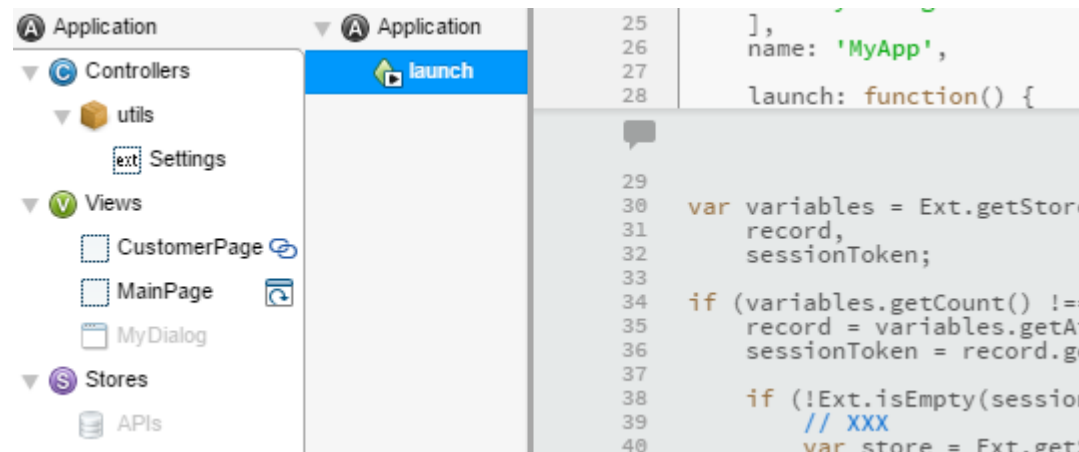 Application
Controllers
utils
ext Settings
Views
CustomerPage
MainPage
MyDialog
Stores
APIs
Application
launch
25 ],
26 name: 'MyApp',
27
28 launch: function() {
29
30 var variables = Ext.getStore
31 record,
32 sessionToken;
33
34 if (variables.getCount() !==
35 record = variables.getA
36 sessionToken = record.g
37
38 if (!Ext.isEmpty(session
39 // XXX
40 var store = Ext.get